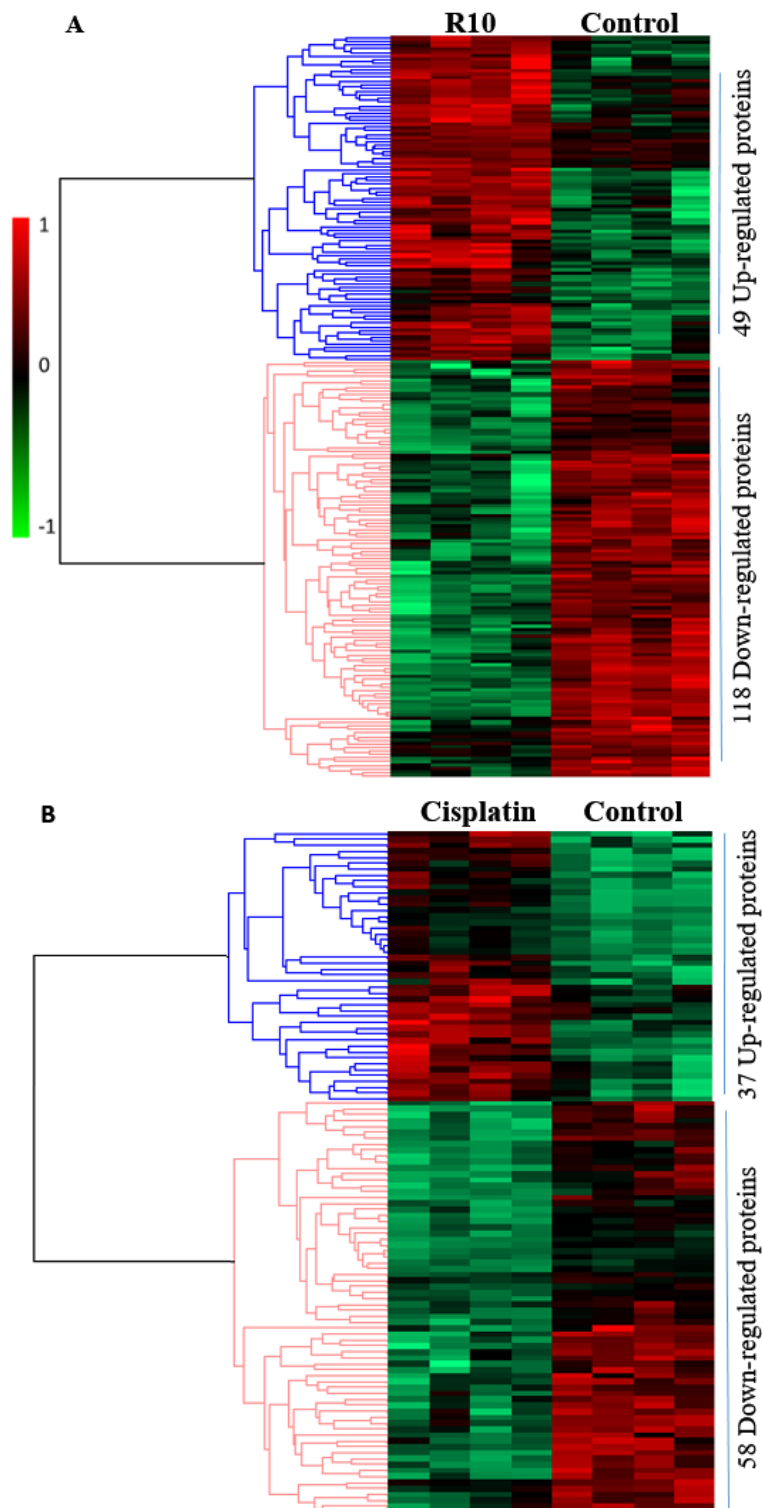 A
R10
Control
1
0
-1
49 Up-regulated proteins
118 Down-regulated proteins
B
Cisplatin
Control
37 Up-regulated proteins
58 Down-regulated proteins